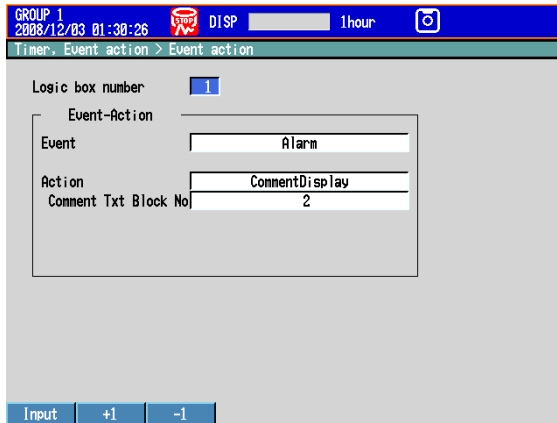 GROUP 1
2008/12/03 01:30:26
STOP
DISP
1hour
Timer, Event action > Event action
Logic box number 1
Event-Action
Event Alarm
Action CommentDisplay
Comment Txt Block No 2
Input +1 -1